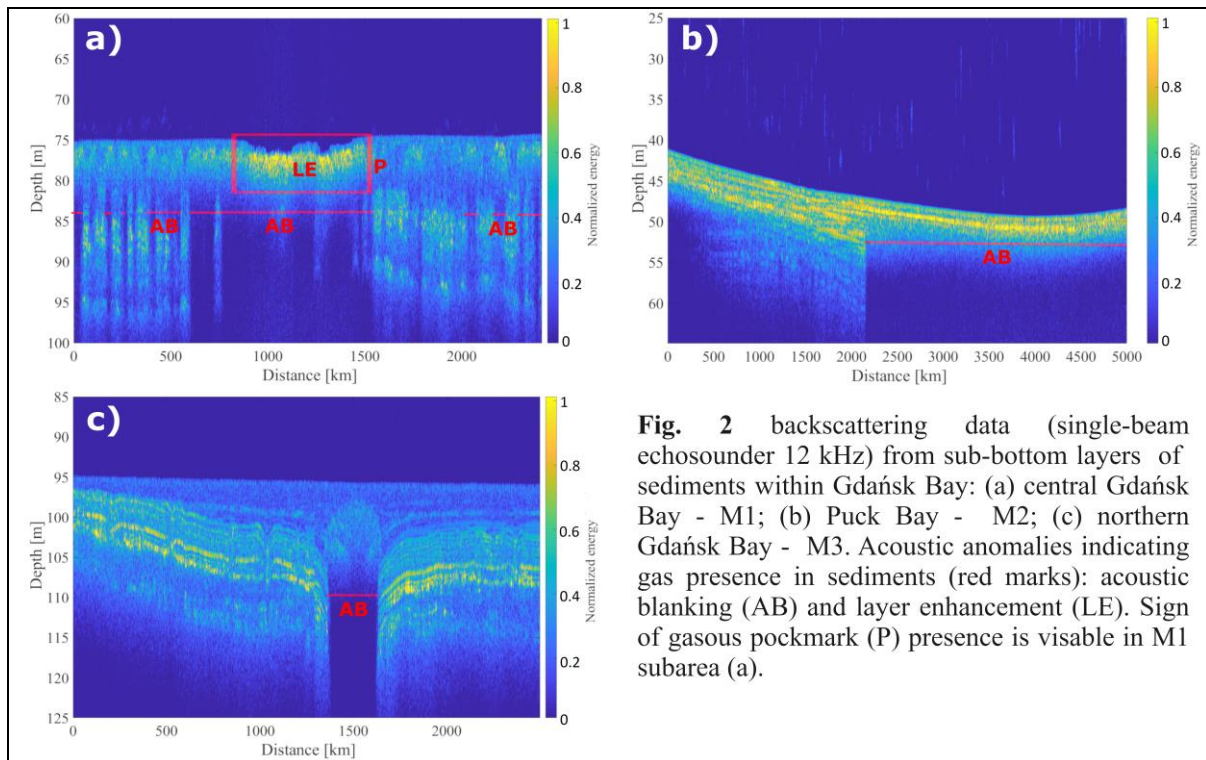 a)
60
65
70
75
80
85
90
95
100
Depth [m]
0
500
1000
1500
2000
Distance [km]
LE
P
AB
AB
AB
1
0.8
0.6
0.4
0.2
0
Normalized energy
b)
25
30
35
40
45
50
55
60
Depth [m]
0
500
1000
1500
2000
2500
3000
3500
4000
4500
5000
Distance [km]
AB
1
0.8
0.6
0.4
0.2
0
Normalized energy
c)
85
90
95
100
105
110
115
120
125
Depth [m]
0
500
1000
1500
2000
Distance [km]
AB
1
0.8
0.6
0.4
0.2
0
Normalized energy
Fig. 2 backscattering data (single-beam
echosounder 12 kHz) from sub-bottom layers of
sediments within Gdańsk Bay: (a) central Gdańsk
Bay - M1; (b) Puck Bay - M2; (c) northern
Gdańsk Bay - M3. Acoustic anomalies indicating
gas presence in sediments (red marks): acoustic
blanking (AB) and layer enhancement (LE). Sign
of gasous pockmark (P) presence is visable in M1
subarea (a).